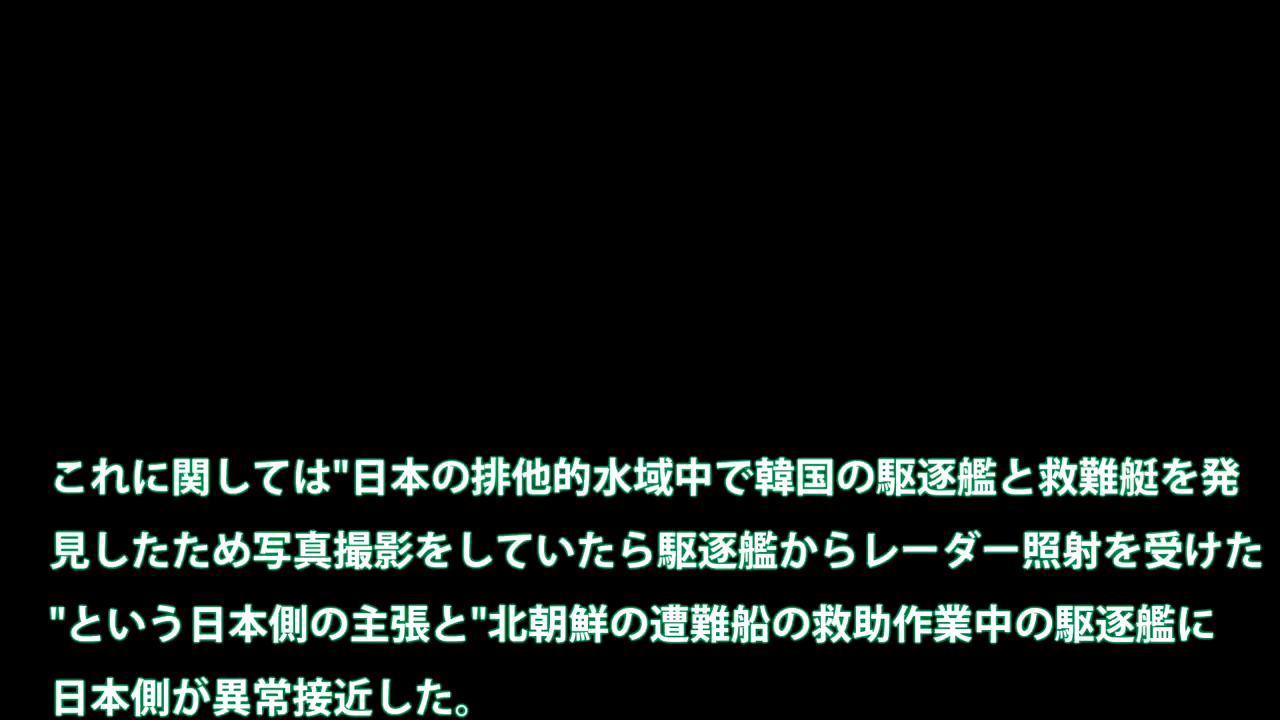 これに関しては"日本の排他的水域中で韓国の駆逐艦と救難艇を発
見したため写真撮影をしていたら駆逐艦からレーダー照射を受けた
"という日本側の主張と"北朝鮮の遭難船の救助作業中の駆逐艦に
日本側が異常接近した。